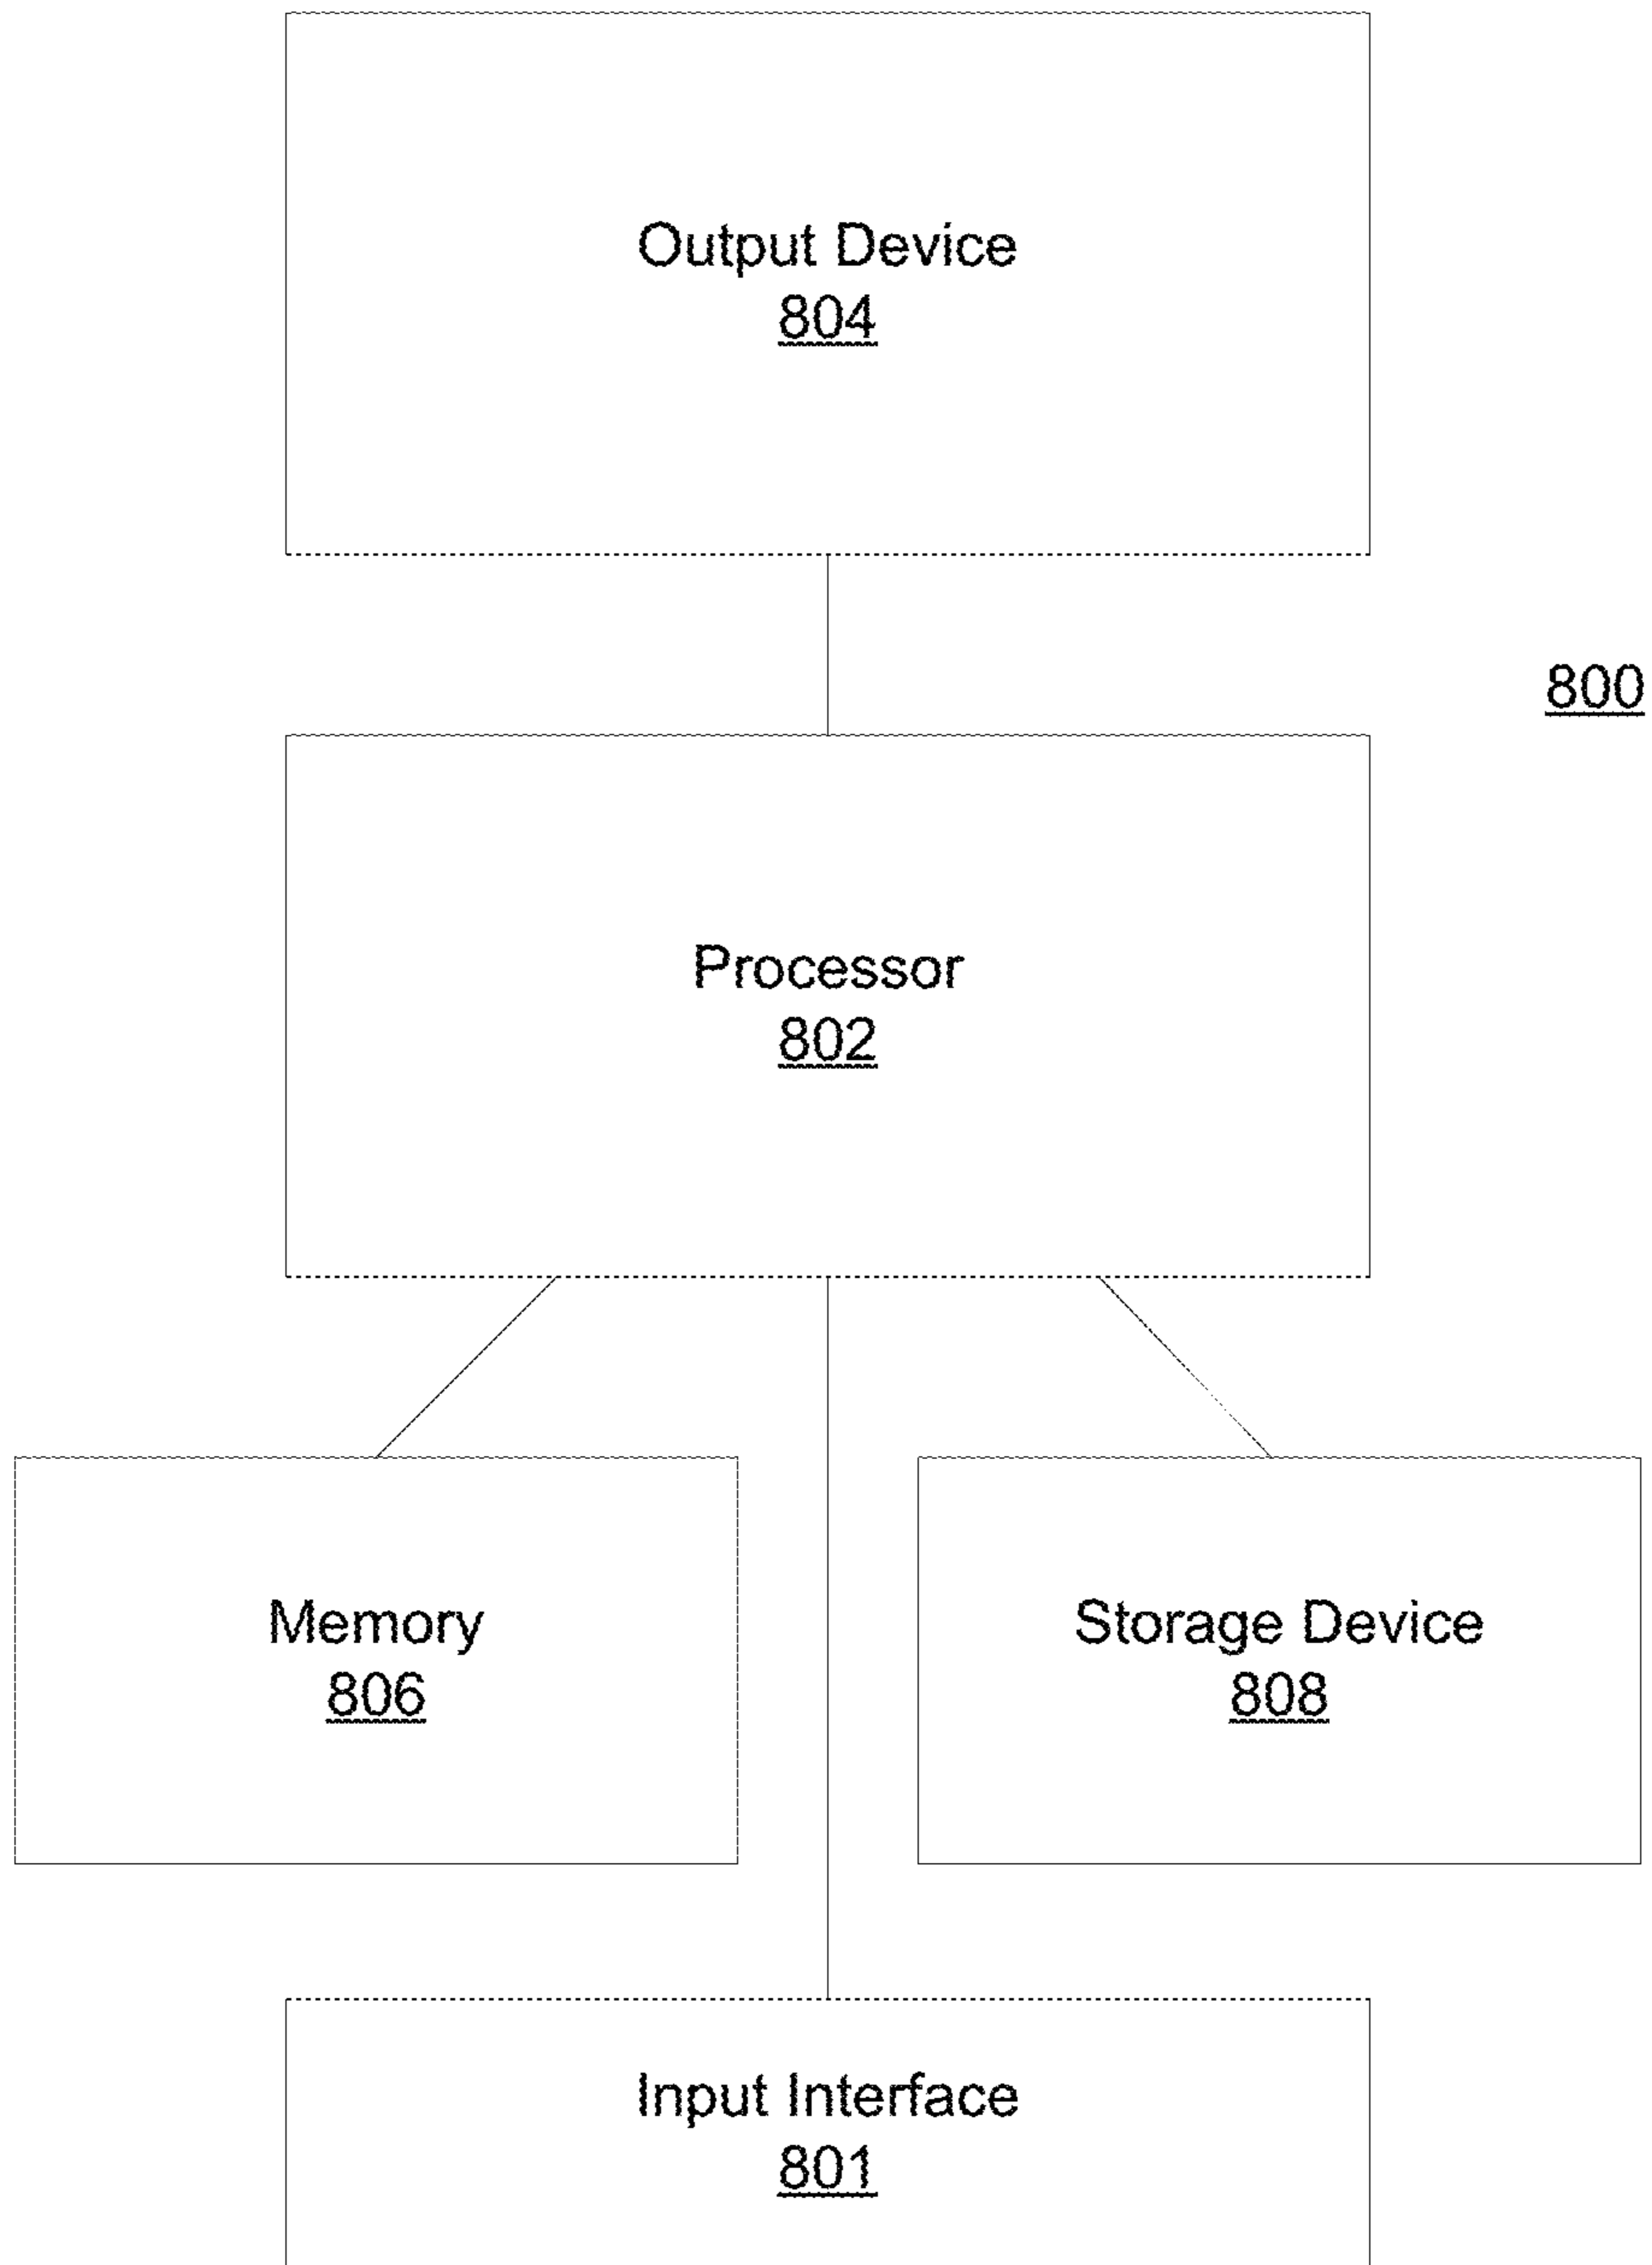 Output Device
804
800
Processor
802
Memory
806
Storage Device
808
Input Interface
801